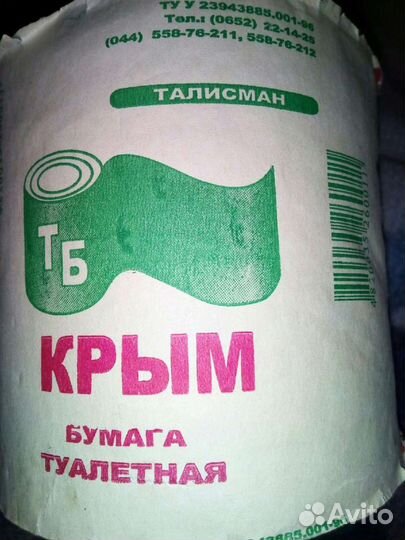 ТУ У 23943885.001-96
Тел.: (0652) 22-14-25
(044) 558-76-211, 558-76-212
ТАЛИСМАН
ТБ
КРЫМ
БУМАГА
ТУАЛЕТНАЯ
Avito